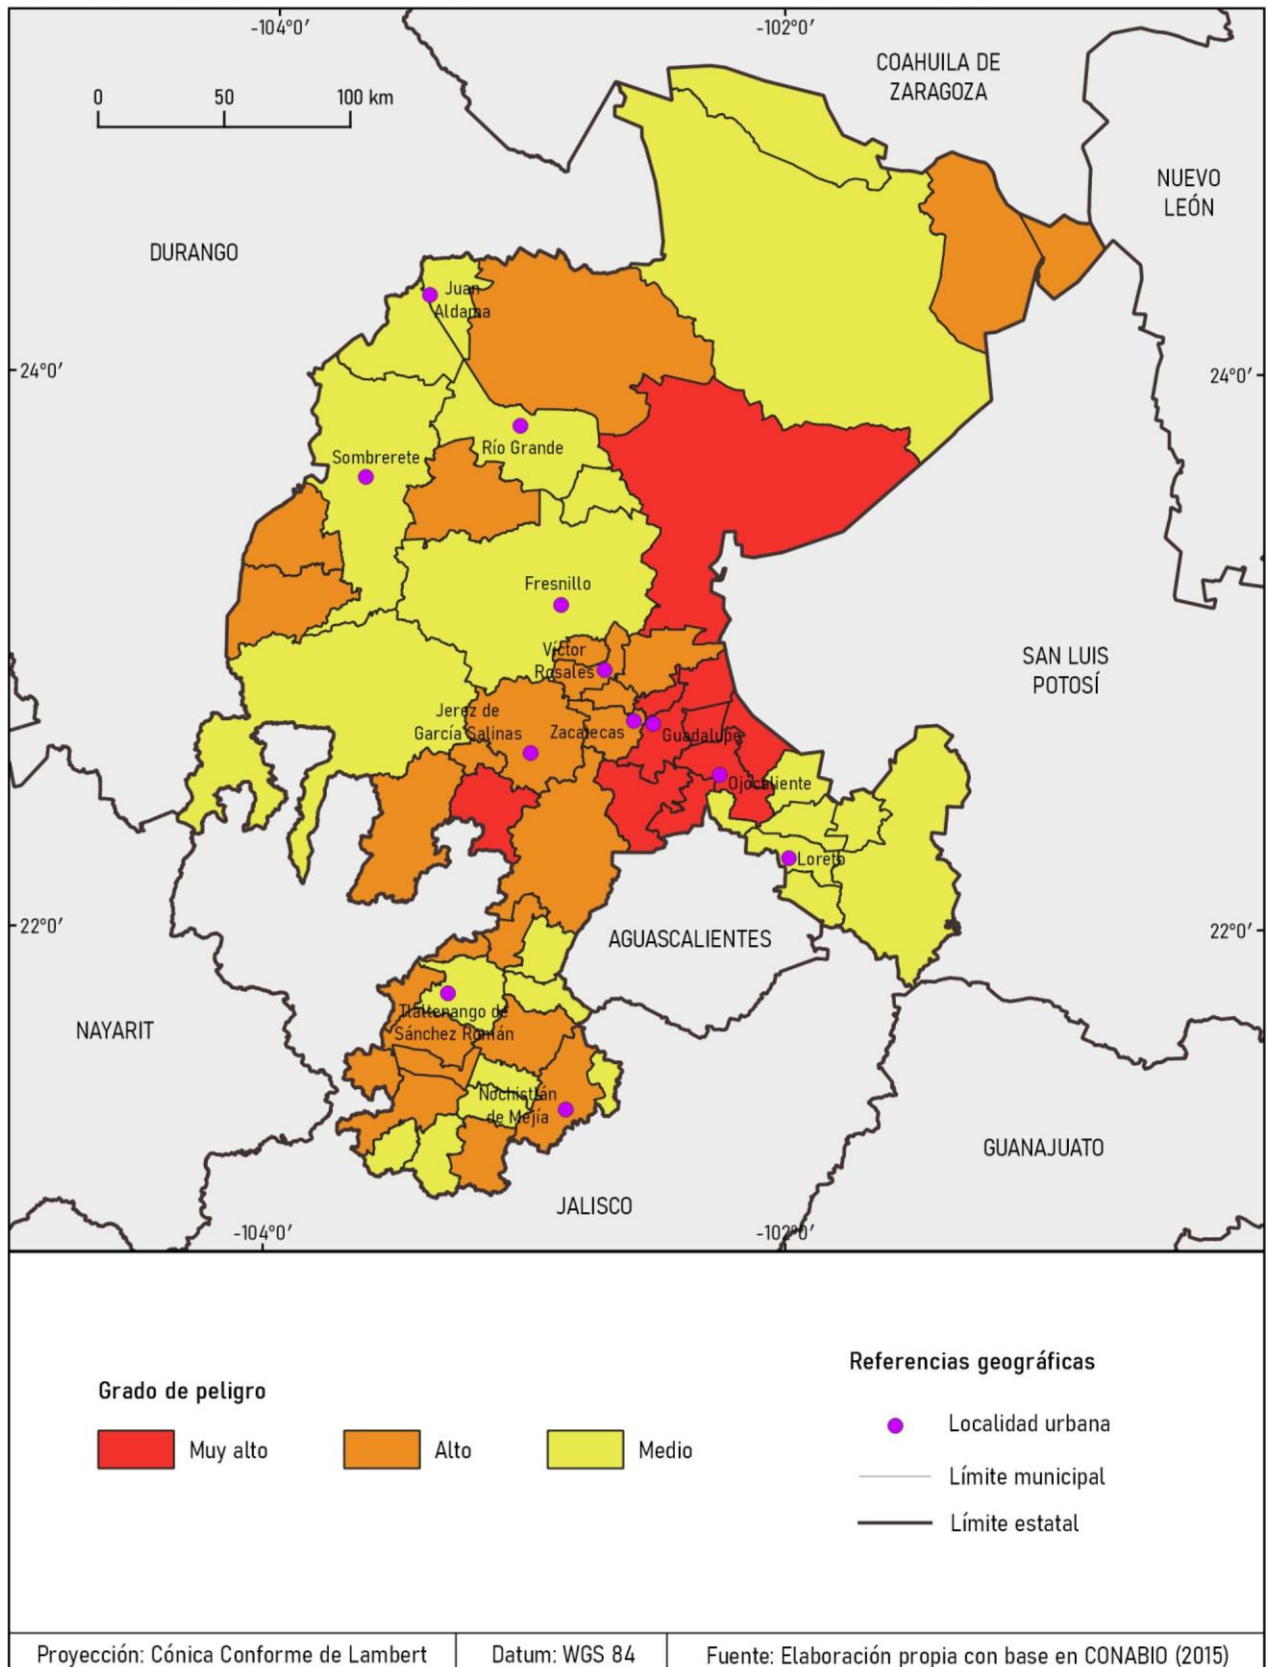 -104°0′
-102°0′
0
50
100 km
COAHUILA DE
ZARAGOZA
NUEVO
LEÓN
DURANGO
Juan
Aldama
24°0′
24°0′
Río Grande
Sombrerete
Fresnillo
Víctor
Rosales
SAN LUIS
POTOSÍ
Jerez de
García Salinas
Zacatecas
Guadalupe
Ojocaliente
Loreto
22°0′
22°0′
AGUASCALIENTES
Tlaltenango de
Sánchez Román
NAYARIT
Nochistlán
de Mejía
GUANAJUATO
JALISCO
-104°0′
-102°0′
Referencias geográficas
Grado de peligro
Localidad urbana
Muy alto
Alto
Medio
Límite municipal
Límite estatal
Proyección: Cónica Conforme de Lambert
Datum: WGS 84
Fuente: Elaboración propia con base en CONABIO (2015)